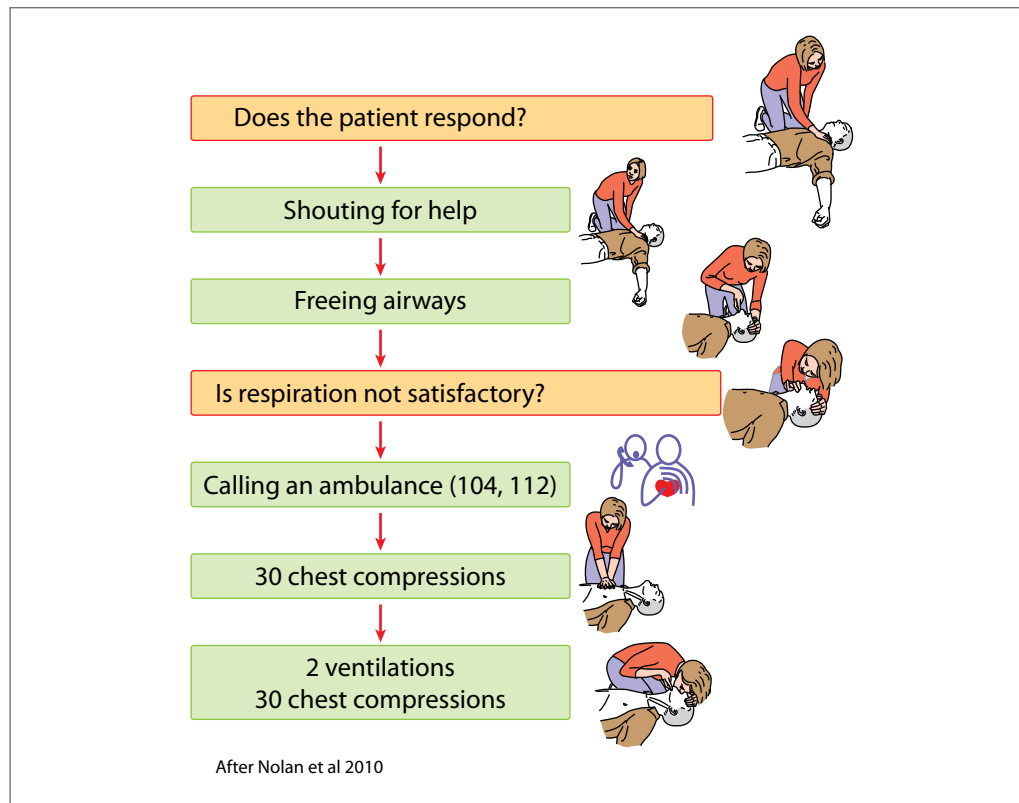 Does the patient respond?
Shouting for help
Freeing airways
Is respiration not satisfactory?
Calling an ambulance (104, 112)
30 chest compressions
2 ventilations
30 chest compressions
After Nolan et al 2010